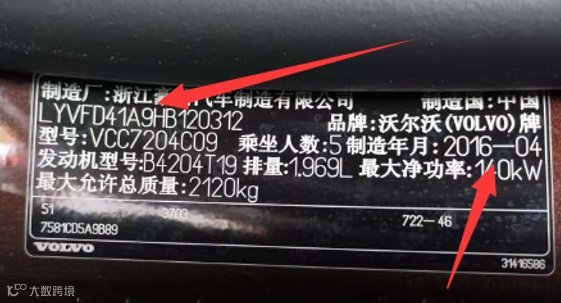 制造厂:浙江豪 汽车制造有限公司 制造国:中国
LYVFD41A9HB120312 品牌:沃尔沃(VOLVO)牌
型号:VCC7204C09 乘坐人数:5 制造年月:2016-04
发动机型号:B4204T19 排量:1.969L 最大净功率:140kW
最大允许总质量:2120kg
51 3703 722-46
7581CD5A9B89
VOLVO 31416586
大数跨境